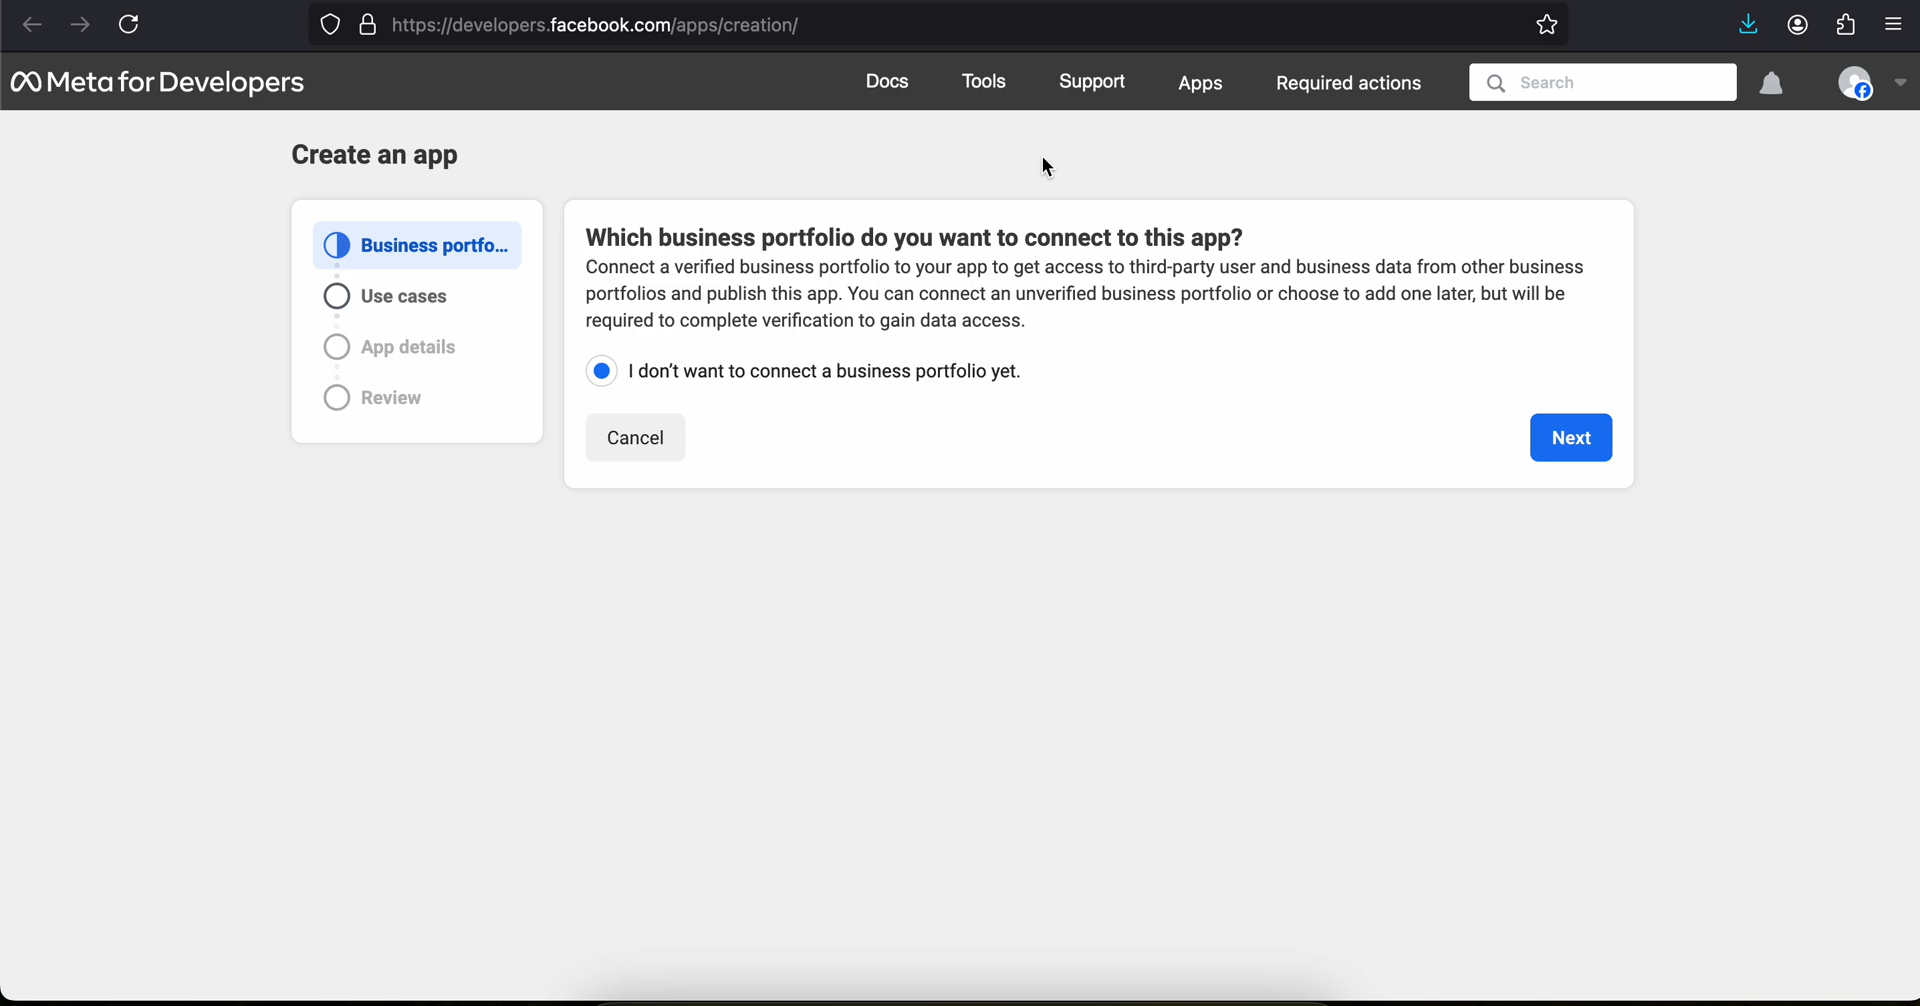 https://developers.facebook.com/apps/creation/
Meta for Developers
Docs
Tools
Support
Apps
Required actions
Search
Create an app
Business portfo...
Use cases
App details
Review
Which business portfolio do you want to connect to this app?
Connect a verified business portfolio to your app to get access to third-party user and business data from other business
portfolios and publish this app. You can connect an unverified business portfolio or choose to add one later, but will be
required to complete verification to gain data access.
I don't want to connect a business portfolio yet.
Cancel
Next